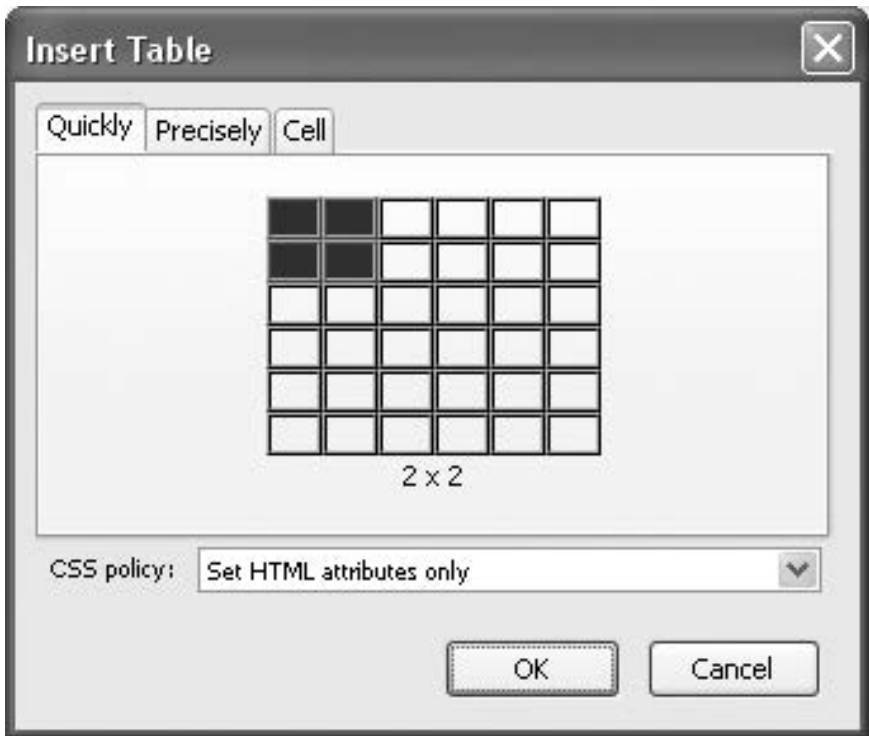 Insert Table
Quickly Precisely Cell
2 x 2
CSS policy: Set HTML attributes only
OK Cancel